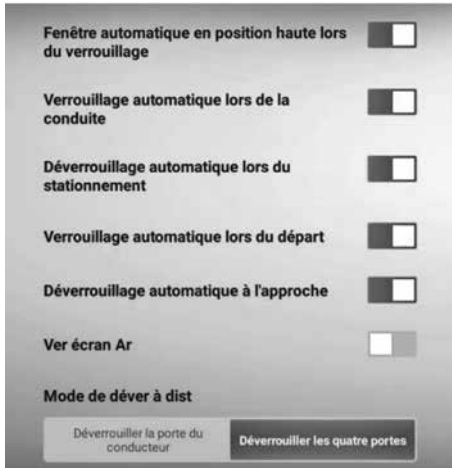 Fenêtre automatique en position haute lors
du verrouillage
Verrouillage automatique lors de la
conduite
Déverrouillage automatique lors du
stationnement
Verrouillage automatique lors du départ
Déverrouillage automatique à l'approche
Ver écran Ar
Mode de déver à dist
Déverrouiller la porte du
conducteur
Déverrouiller les quatre portes